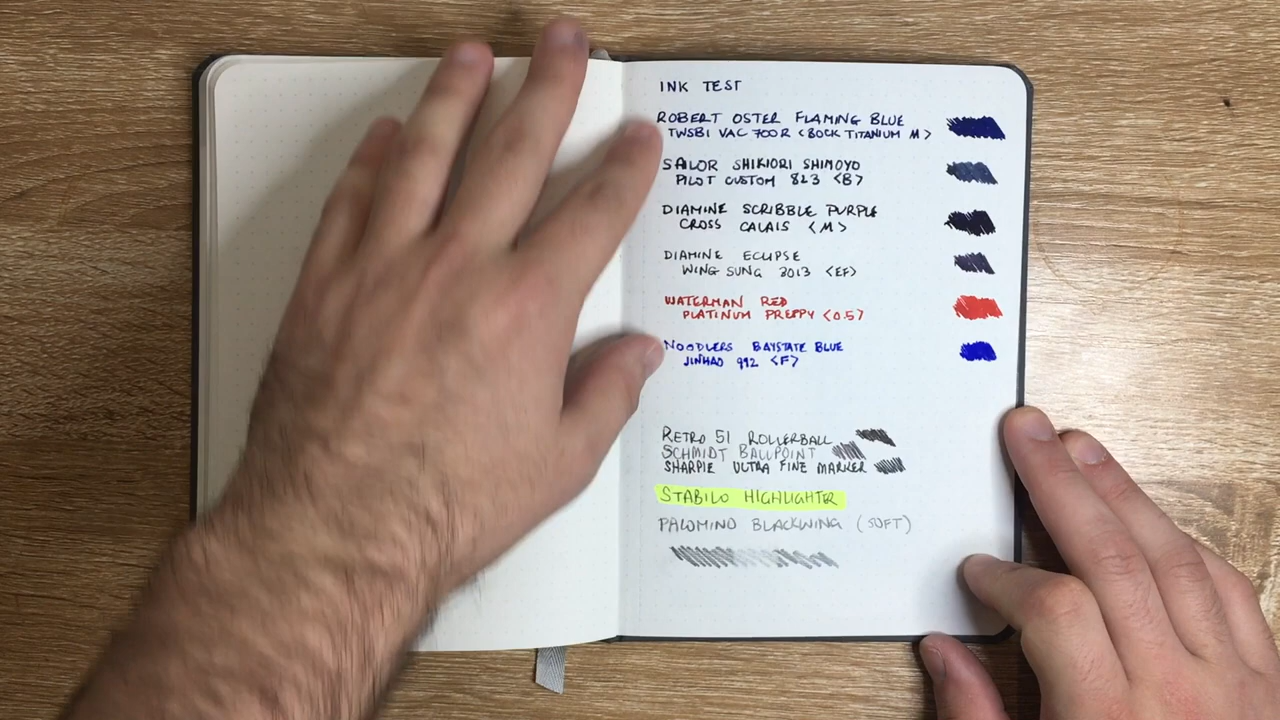 INK TEST
ROBERT OSTER FLAMING BLUE
TWSBI VAC 700R <BOCK TITANIUM M>
SAILOR SHIKIORI SHIMOYO
PILOT CUSTOM 823 <B>
DIAMINE SCRIBBLE PURPLE
CROSS CALAIS <M>
DIAMINE ECLIPSE
WING SUNG 3013 <EF>
WATERMAN RED
PLATINUM PREPPY <0.5>
NOODLERS BAYSTATE BLUE
JINHAO 992 <F>
RETRO 51 ROLLERBALL
SCHMIDT BALLPOINT
SHARPIE ULTRA FINE MARKER
STABILO HIGHLIGHTER
PALOMINO BLACKWING (SOFT)